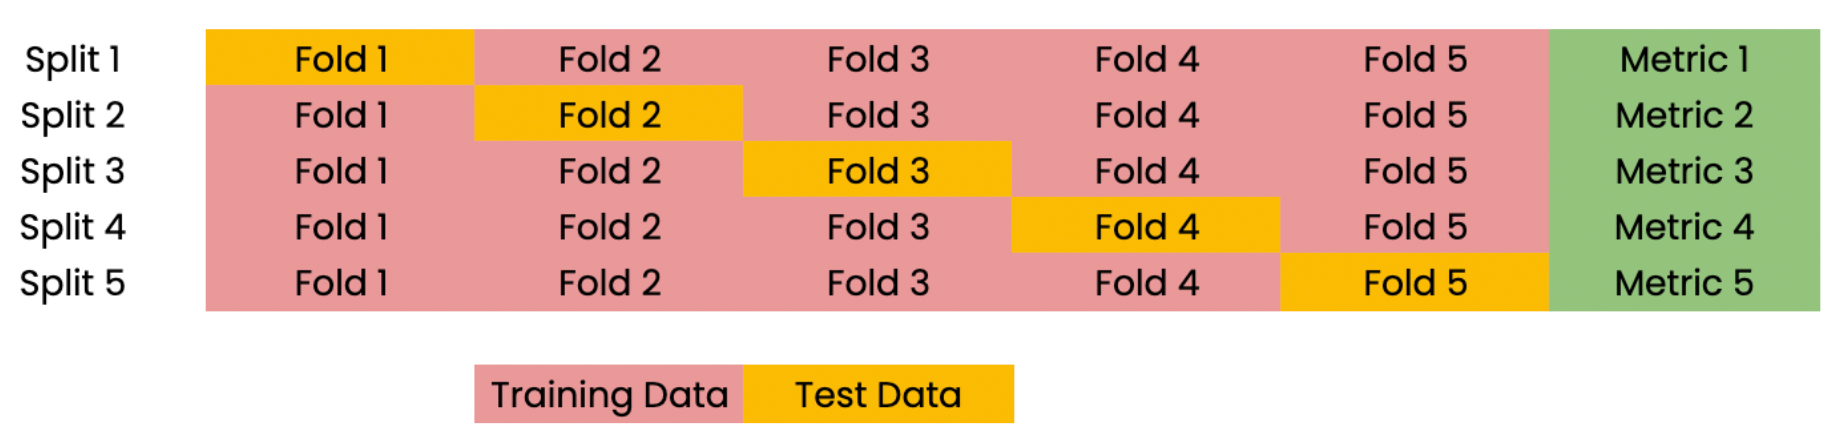 Split 1 Fold 1 Fold 2 Fold 3 Fold 4 Fold 5 Metric 1
Split 2 Fold 1 Fold 2 Fold 3 Fold 4 Fold 5 Metric 2
Split 3 Fold 1 Fold 2 Fold 3 Fold 4 Fold 5 Metric 3
Split 4 Fold 1 Fold 2 Fold 3 Fold 4 Fold 5 Metric 4
Split 5 Fold 1 Fold 2 Fold 3 Fold 4 Fold 5 Metric 5
Training Data Test Data